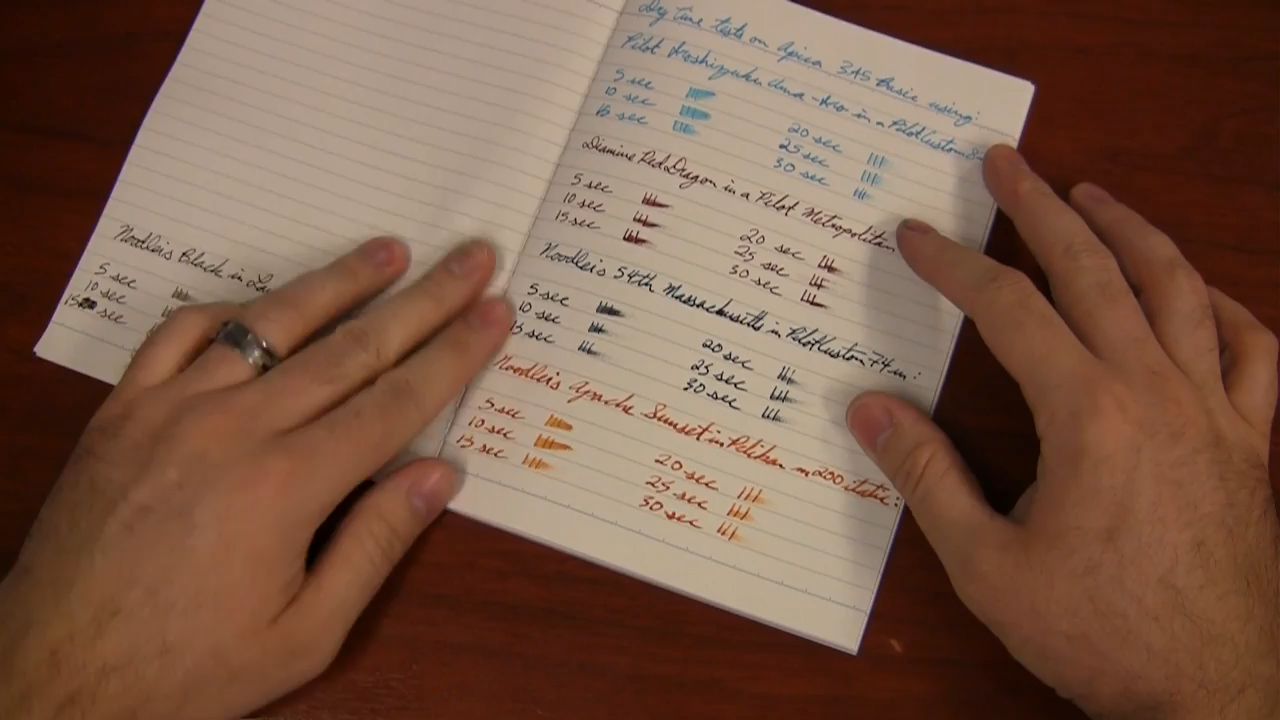 Noodler's Black in
5 sec
10 sec
15 sec
Dry time tests on Apica 3A5 Basic using:
Pilot Iroshizuku Ama-Iro in a Pilot Custom
5 sec
10 sec
15 sec
20 sec
25 sec
30 sec
Diamine Red Dragon in a Pilot Metropolitan
5 sec
10 sec
15 sec
20 sec
25 sec
30 sec
Noodler's 54th Massachusetts in Pilot Custom 74 m:
5 sec
10 sec
15 sec
20 sec
25 sec
30 sec
Noodler's Apache Sunset in Pelikan m200 italic:
5 sec
10 sec
15 sec
20 sec
25 sec
30 sec